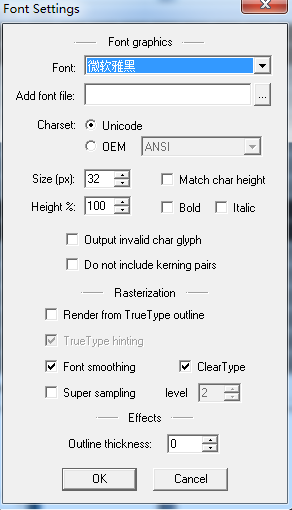 Font Settings
Font graphics
Font: 微软雅黑
Add font file: ...
Charset: Unicode
OEM ANSI
Size (px): 32 Match char height
Height %: 100 Bold Italic
Output invalid char glyph
Do not include kerning pairs
Rasterization
Render from TrueType outline
TrueType hinting
Font smoothing ClearType
Super sampling level 2
Effects
Outline thickness: 0
OK Cancel